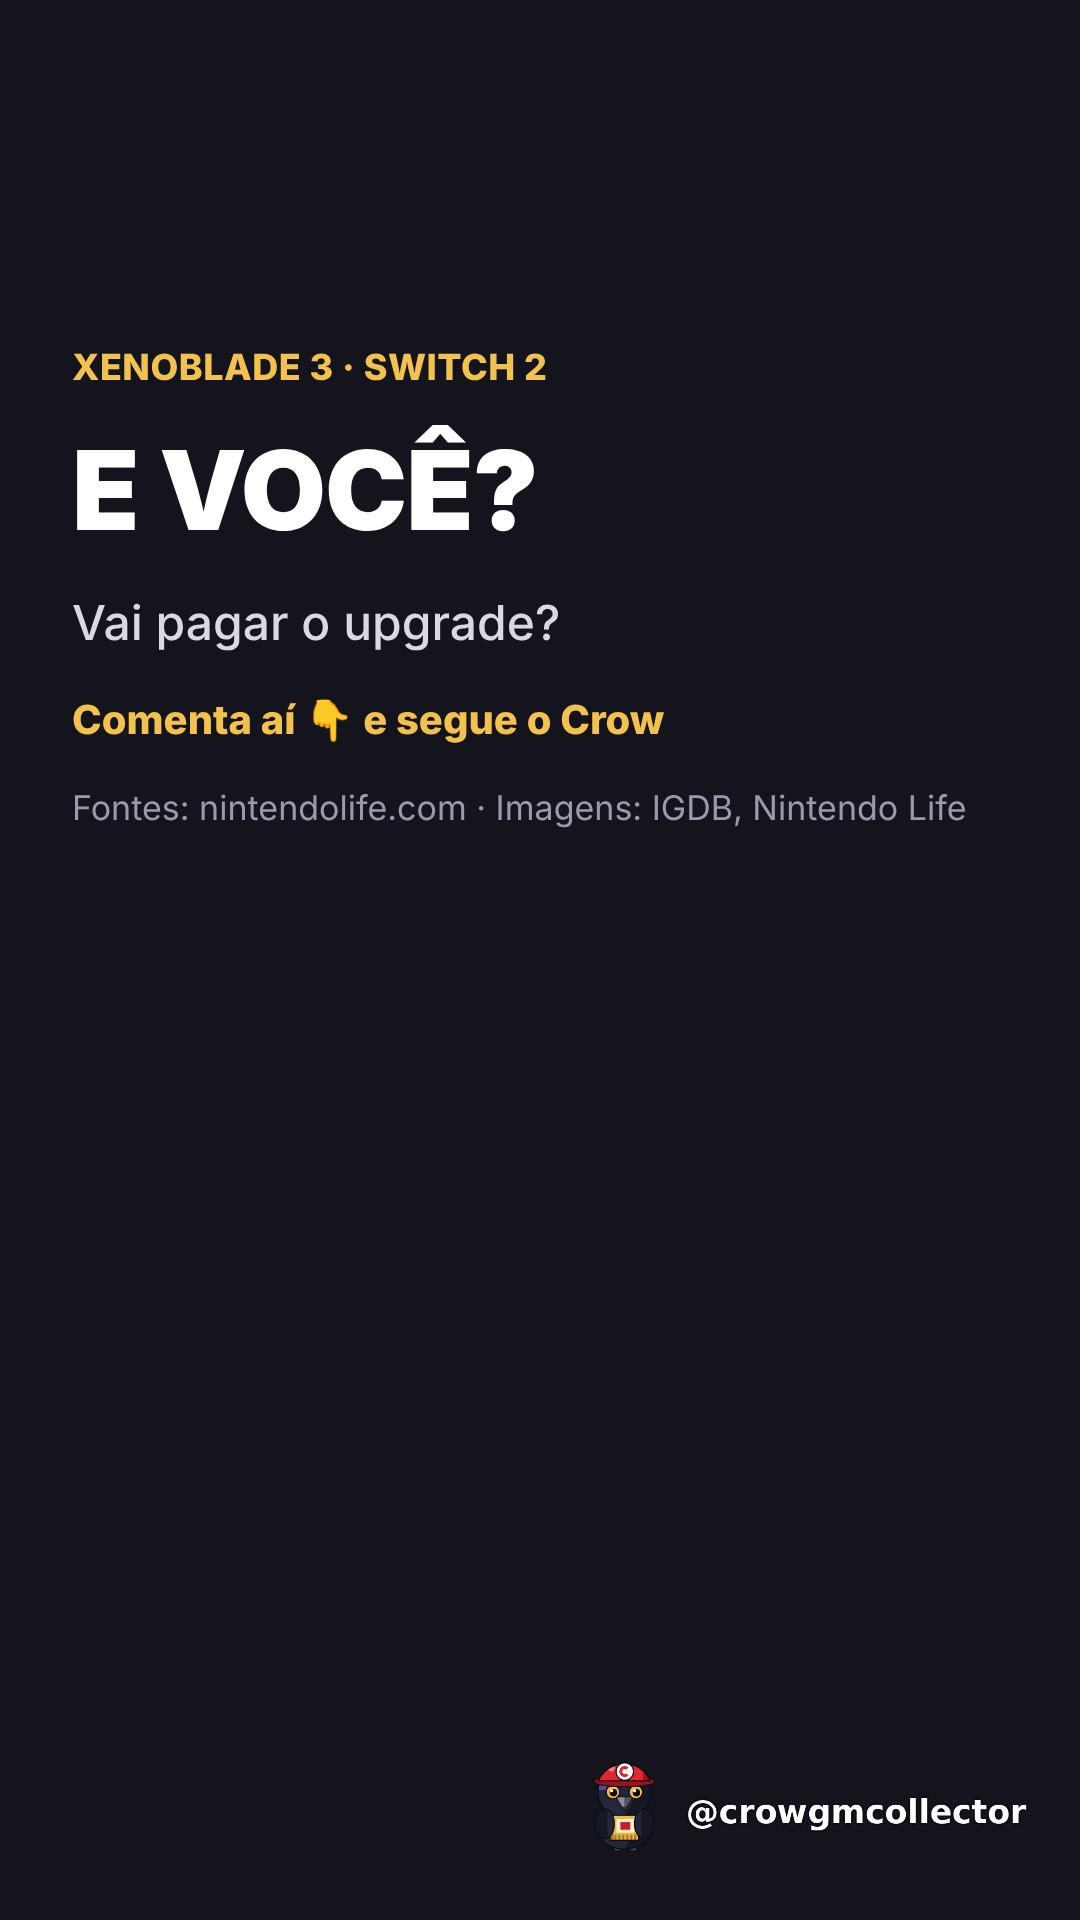 XENOBLADE 3 · SWITCH 2
E VOCÊ?
Vai pagar o upgrade?
Comenta aí 👇 e segue o Crow
Fontes: nintendolife.com · Imagens: IGDB, Nintendo Life
C
@crowgmcollector